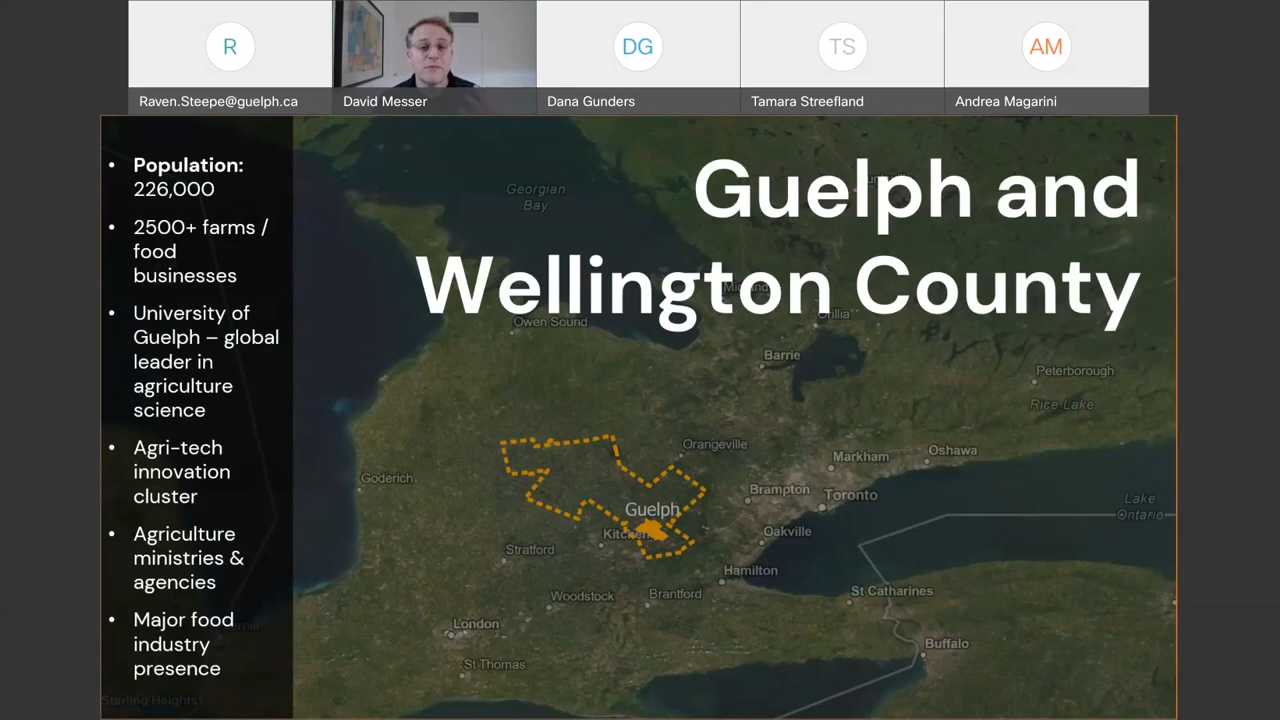 R
DG
TS
AM
Raven.Steepe@guelph.ca
David Messer
Dana Gunders
Tamara Streefland
Andrea Magarini
Guelph and
Wellington County
• Population:
226,000
• 2500+ farms /
food
businesses
• University of
Guelph – global
leader in
agriculture
science
• Agri-tech
innovation
cluster
• Agriculture
ministries &
agencies
• Major food
industry
presence
Georgian
Bay
Owen Sound
Orillia
Barrie
Peterborough
Rice Lake
Orangeville
Markham
Oshawa
Goderich
Brampton
Toronto
Lake
Ontario
Guelph
Oakville
Stratford
Hamilton
Woodstock
Brantford
St Catharines
London
Buffalo
St Thomas
Sterling Heights